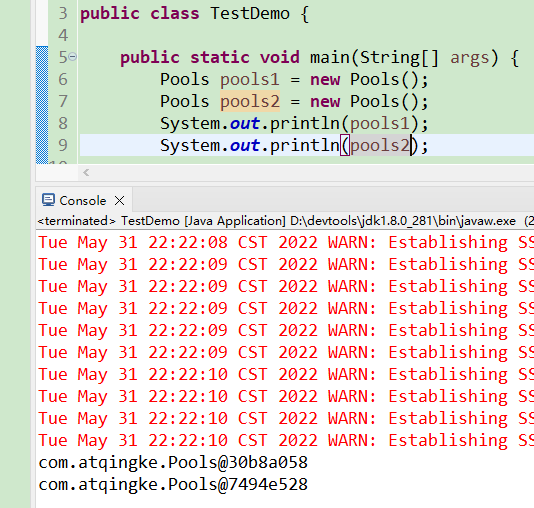 3 public class TestDemo {
4
5 public static void main(String[] args) {
6 Pools pools1 = new Pools();
7 Pools pools2 = new Pools();
8 System.out.println(pools1);
9 System.out.println(pools2);
Console
<terminated> TestDemo [Java Application] D:\devtools\jdk1.8.0_281\bin\javaw.exe (2
Tue May 31 22:22:08 CST 2022 WARN: Establishing SS
Tue May 31 22:22:09 CST 2022 WARN: Establishing SS
Tue May 31 22:22:09 CST 2022 WARN: Establishing SS
Tue May 31 22:22:09 CST 2022 WARN: Establishing SS
Tue May 31 22:22:09 CST 2022 WARN: Establishing SS
Tue May 31 22:22:09 CST 2022 WARN: Establishing SS
Tue May 31 22:22:10 CST 2022 WARN: Establishing SS
Tue May 31 22:22:10 CST 2022 WARN: Establishing SS
Tue May 31 22:22:10 CST 2022 WARN: Establishing SS
Tue May 31 22:22:10 CST 2022 WARN: Establishing SS
com.atqingke.Pools@30b8a058
com.atqingke.Pools@7494e528